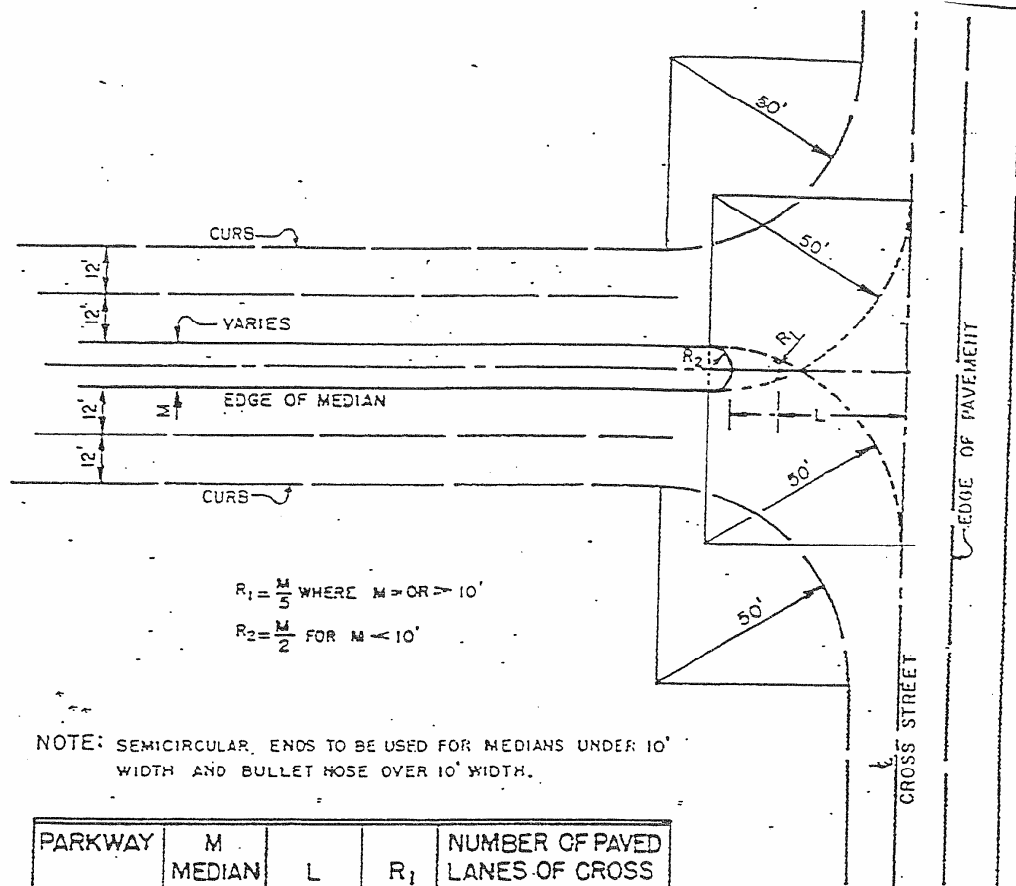 50'
CURB
50'
12'
12'
VARIES
R1
R2
EDGE OF MEDIAN
M
L
12'
12'
CURB
50'
EDGE OF PAVEMENT
R1 = M/5 WHERE M = OR > 10'
R2 = M/2 FOR M < 10'
50'
CROSS STREET
NOTE: SEMICIRCULAR ENDS TO BE USED FOR MEDIANS UNDER 10'
WIDTH AND BULLET NOSE OVER 10' WIDTH.
PARKWAY
M
MEDIAN
L
R1
NUMBER OF PAVED
LANES OF CROSS